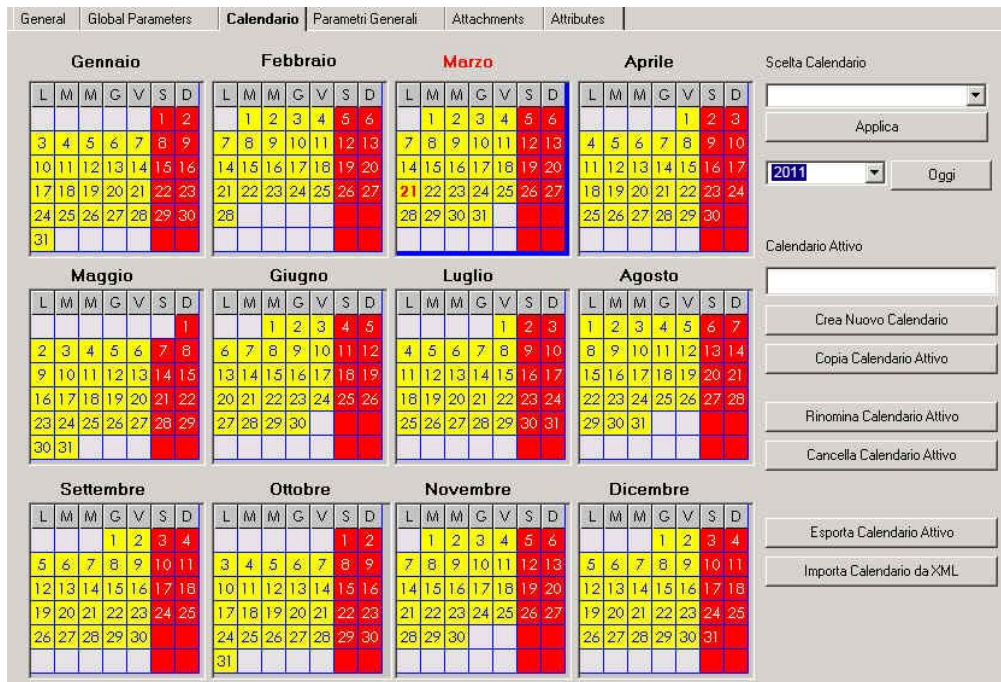 General Global Parameters Calendario Parametri Generali Attachments Attributes
Gennaio Febbraio Marzo Aprile
L M M G V S D L M M G V S D L M M G V S D L M M G V S D
1 2 1 2 3 4 5 6 1 2 3 4 5 6 1 2 3
3 4 5 6 7 8 9 7 8 9 10 11 12 13 7 8 9 10 11 12 13 4 5 6 7 8 9 10
10 11 12 13 14 15 16 14 15 16 17 18 19 20 14 15 16 17 18 19 20 11 12 13 14 15 16 17
17 18 19 20 21 22 23 21 22 23 24 25 26 27 21 22 23 24 25 26 27 18 19 20 21 22 23 24
24 25 26 27 28 29 30 28 28 29 30 31 25 26 27 28 29 30
31
Maggio Giugno Luglio Agosto
L M M G V S D L M M G V S D L M M G V S D L M M G V S D
1 1 2 3 4 5 1 2 3 1 2 3 4 5 6 7
2 3 4 5 6 7 8 6 7 8 9 10 11 12 4 5 6 7 8 9 10 8 9 10 11 12 13 14
9 10 11 12 13 14 15 13 14 15 16 17 18 19 11 12 13 14 15 16 17 15 16 17 18 19 20 21
16 17 18 19 20 21 22 20 21 22 23 24 25 26 18 19 20 21 22 23 24 22 23 24 25 26 27 28
23 24 25 26 27 28 29 27 28 29 30 25 26 27 28 29 30 31 29 30 31
30 31
Settembre Ottobre Novembre Dicembre
L M M G V S D L M M G V S D L M M G V S D L M M G V S D
1 2 3 4 1 2 1 2 3 4 5 6 1 2 3 4
5 6 7 8 9 10 11 3 4 5 6 7 8 9 7 8 9 10 11 12 13 5 6 7 8 9 10 11
12 13 14 15 16 17 18 10 11 12 13 14 15 16 14 15 16 17 18 19 20 12 13 14 15 16 17 18
19 20 21 22 23 24 25 17 18 19 20 21 22 23 21 22 23 24 25 26 27 19 20 21 22 23 24 25
26 27 28 29 30 24 25 26 27 28 29 30 28 29 30 26 27 28 29 30 31
31
Scelta Calendario
Applica
2011 Oggi
Calendario Attivo
Crea Nuovo Calendario
Copia Calendario Attivo
Rinomina Calendario Attivo
Cancella Calendario Attivo
Esporta Calendario Attivo
Importa Calendario da XML